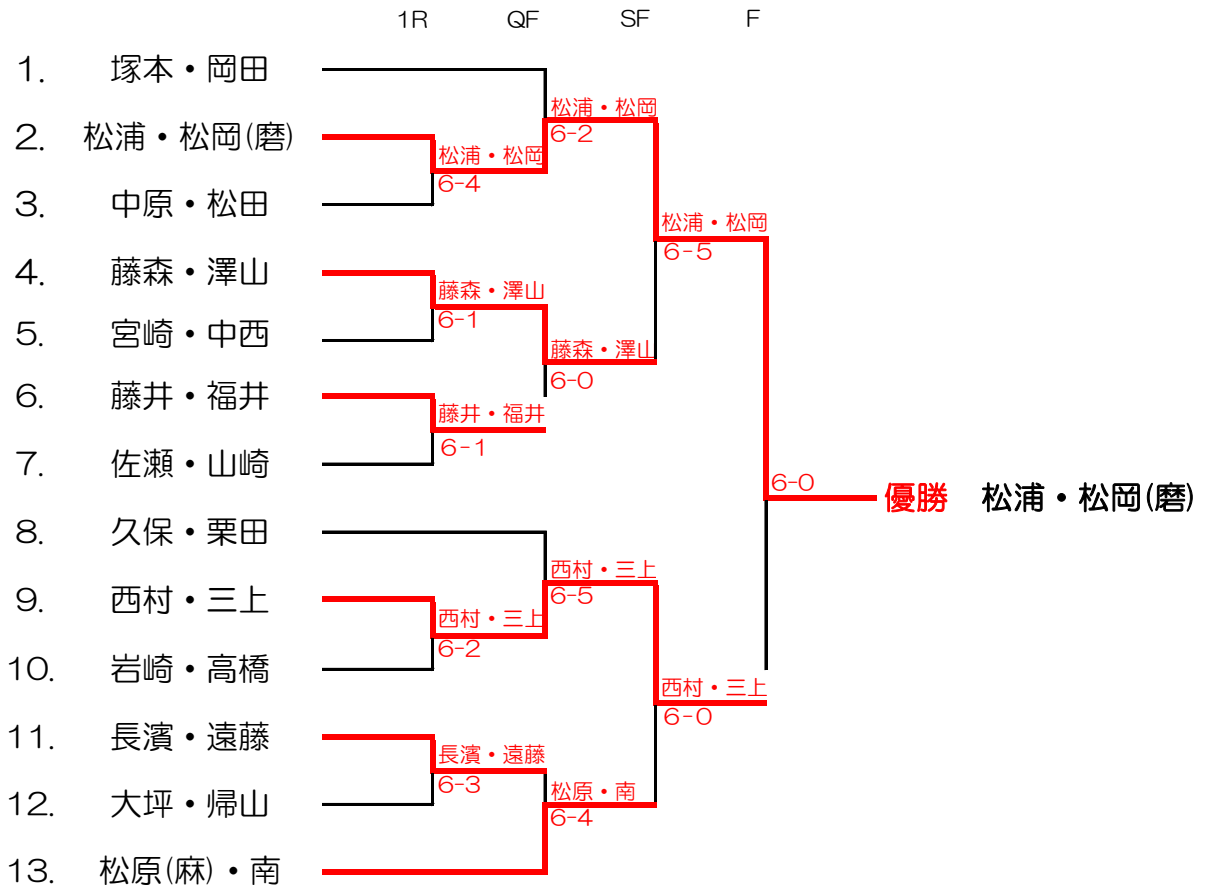 1R QF SF F
1. 塚本・岡田
松浦・松岡
6-2
2. 松浦・松岡(磨)
松浦・松岡
6-4
3. 中原・松田
松浦・松岡
6-5
4. 藤森・澤山
藤森・澤山
6-1
5. 宮崎・中西
藤森・澤山
6-0
6. 藤井・福井
藤井・福井
6-1
7. 佐瀬・山崎
6-0
優勝 松浦・松岡(磨)
8. 久保・栗田
西村・三上
6-5
9. 西村・三上
西村・三上
6-2
10. 岩崎・高橋
西村・三上
6-0
11. 長濱・遠藤
長濱・遠藤
6-3
12. 大坪・帰山
松原・南
6-4
13. 松原(麻)・南